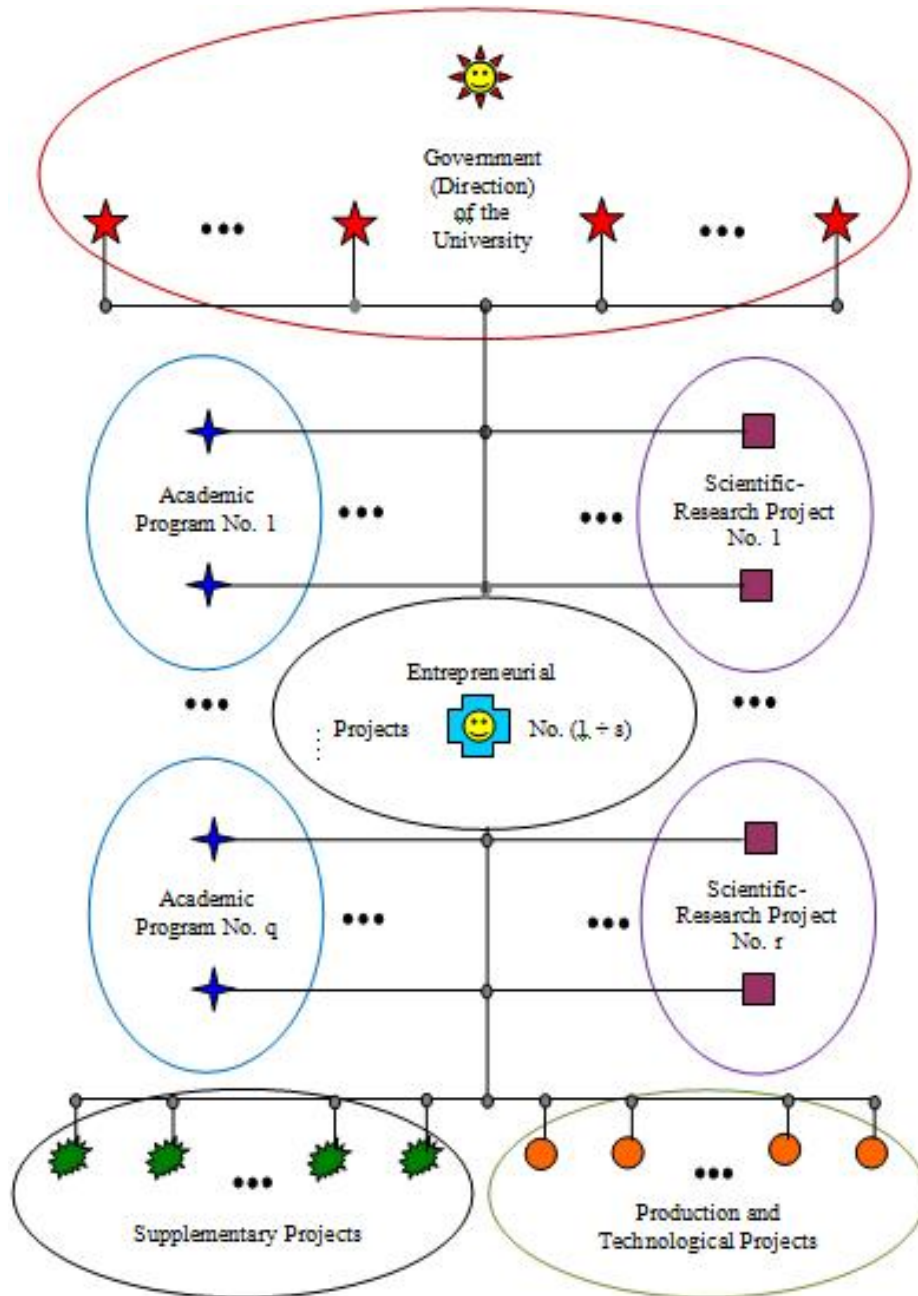 Government
(Direction)
of the
University
Academic
Program No. 1
Scientific-
Research Project
No. 1
Entrepreneurial
Projects No. (1 ÷ s)
Academic
Program No. q
Scientific-
Research Project
No. r
Supplementary Projects
Production and
Technological Projects